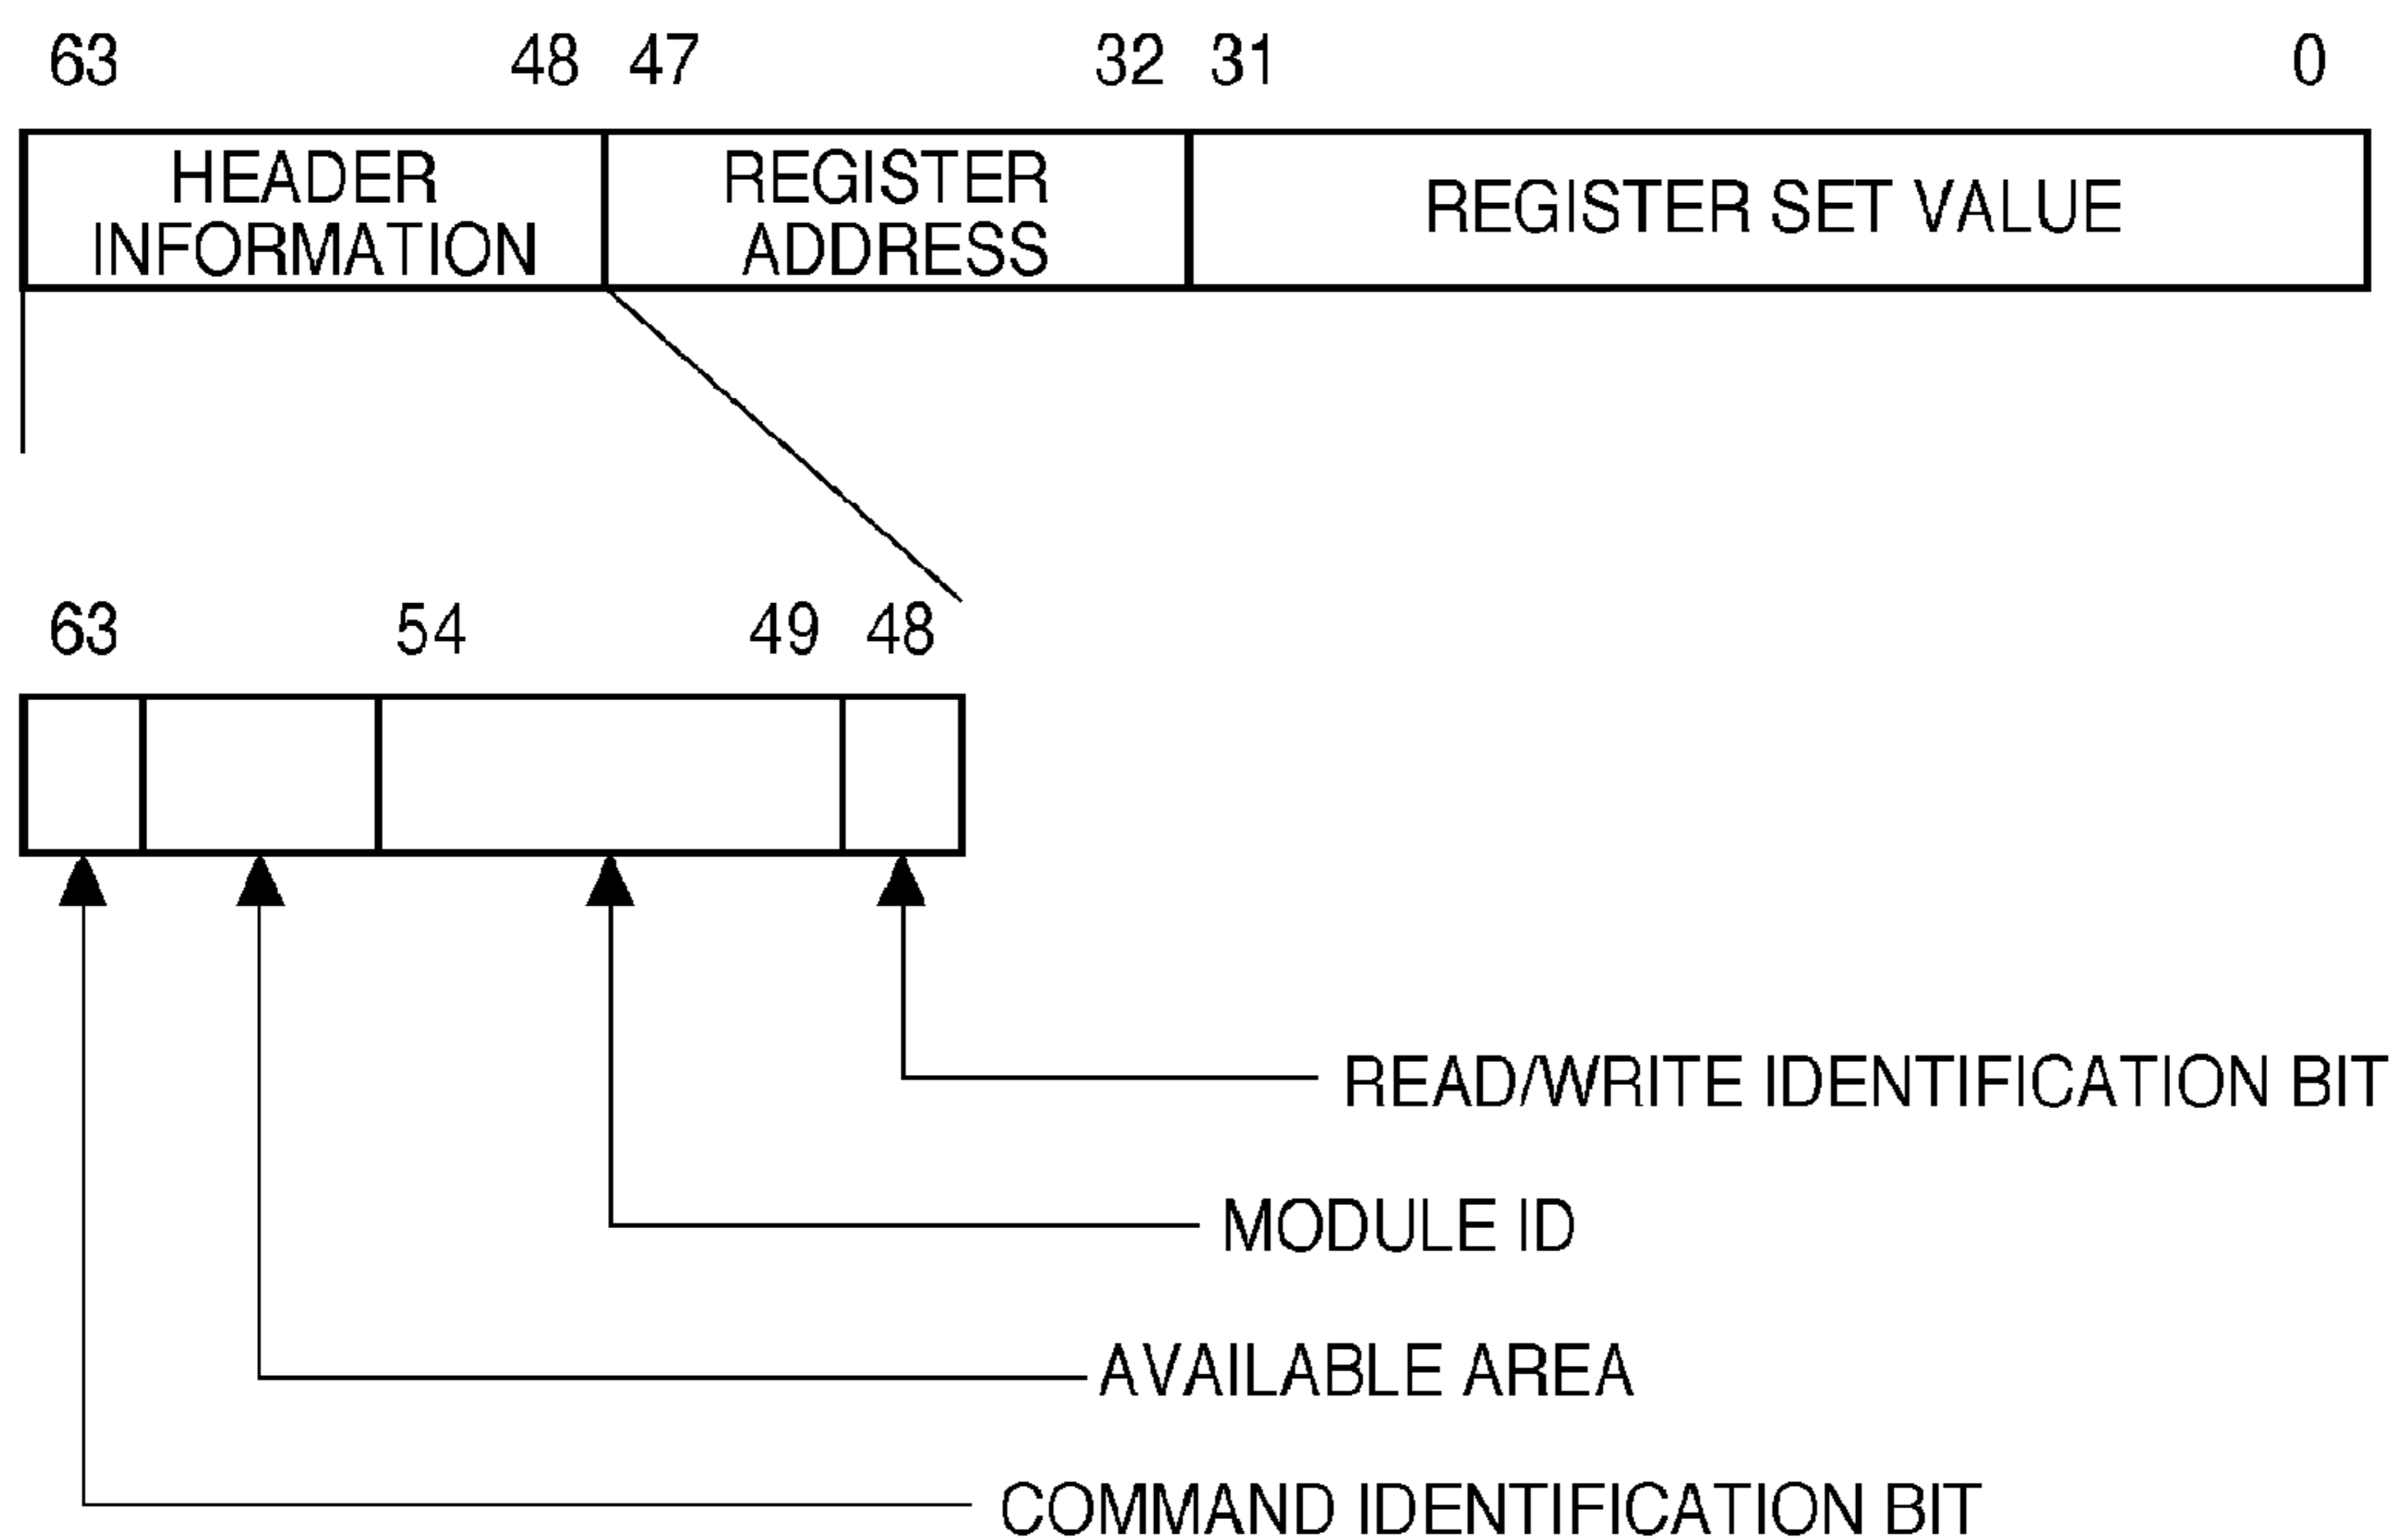 63 48 47 32 31 0
HEADER
INFORMATION
REGISTER
ADDRESS
REGISTER SET VALUE
63 54 49 48
READ/WRITE IDENTIFICATION BIT
MODULE ID
AVAILABLE AREA
COMMAND IDENTIFICATION BIT